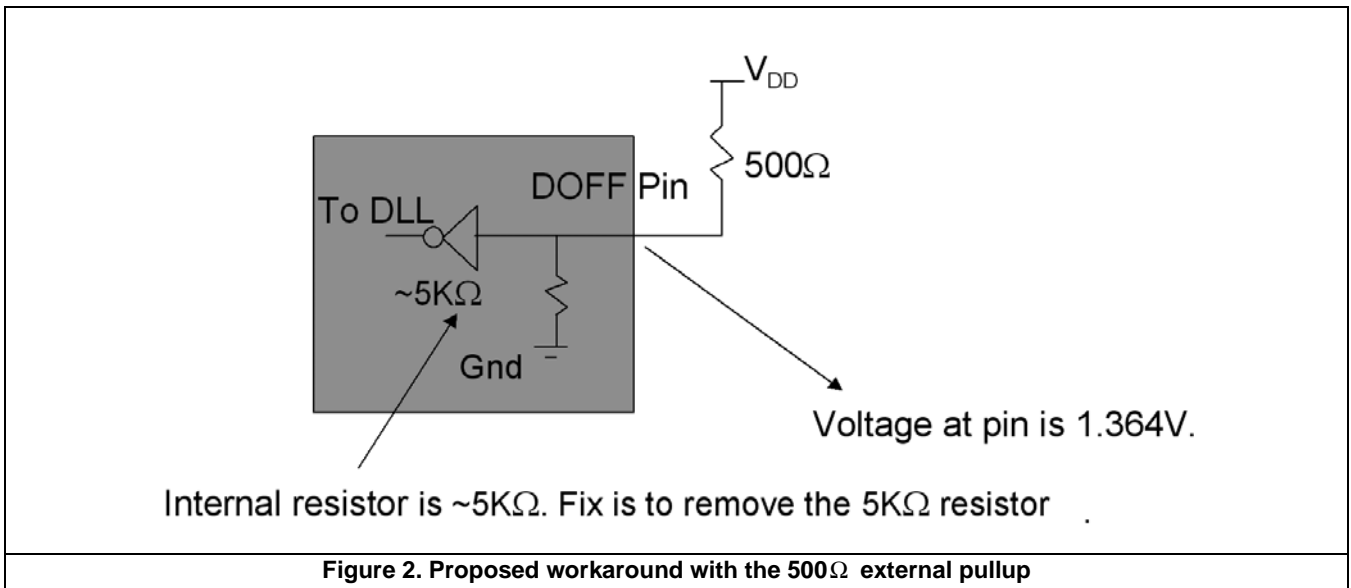 V_DD
500Ω
DOFF Pin
To DLL
~5KΩ
Gnd
Voltage at pin is 1.364V.
Internal resistor is ~5KΩ. Fix is to remove the 5KΩ resistor .
Figure 2. Proposed workaround with the 500Ω external pullup